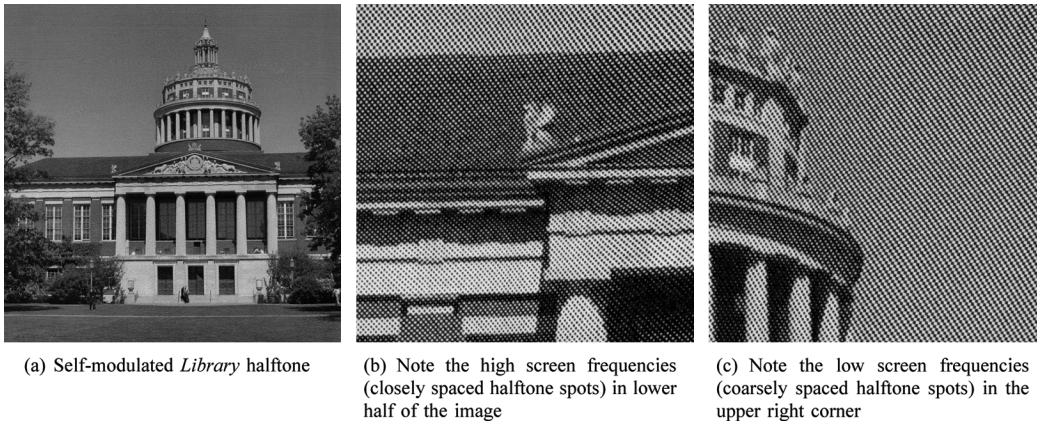 (a) Self-modulated Library halftone
(b) Note the high screen frequencies
(closely spaced halftone spots) in lower
half of the image
(c) Note the low screen frequencies
(coarsely spaced halftone spots) in the
upper right corner